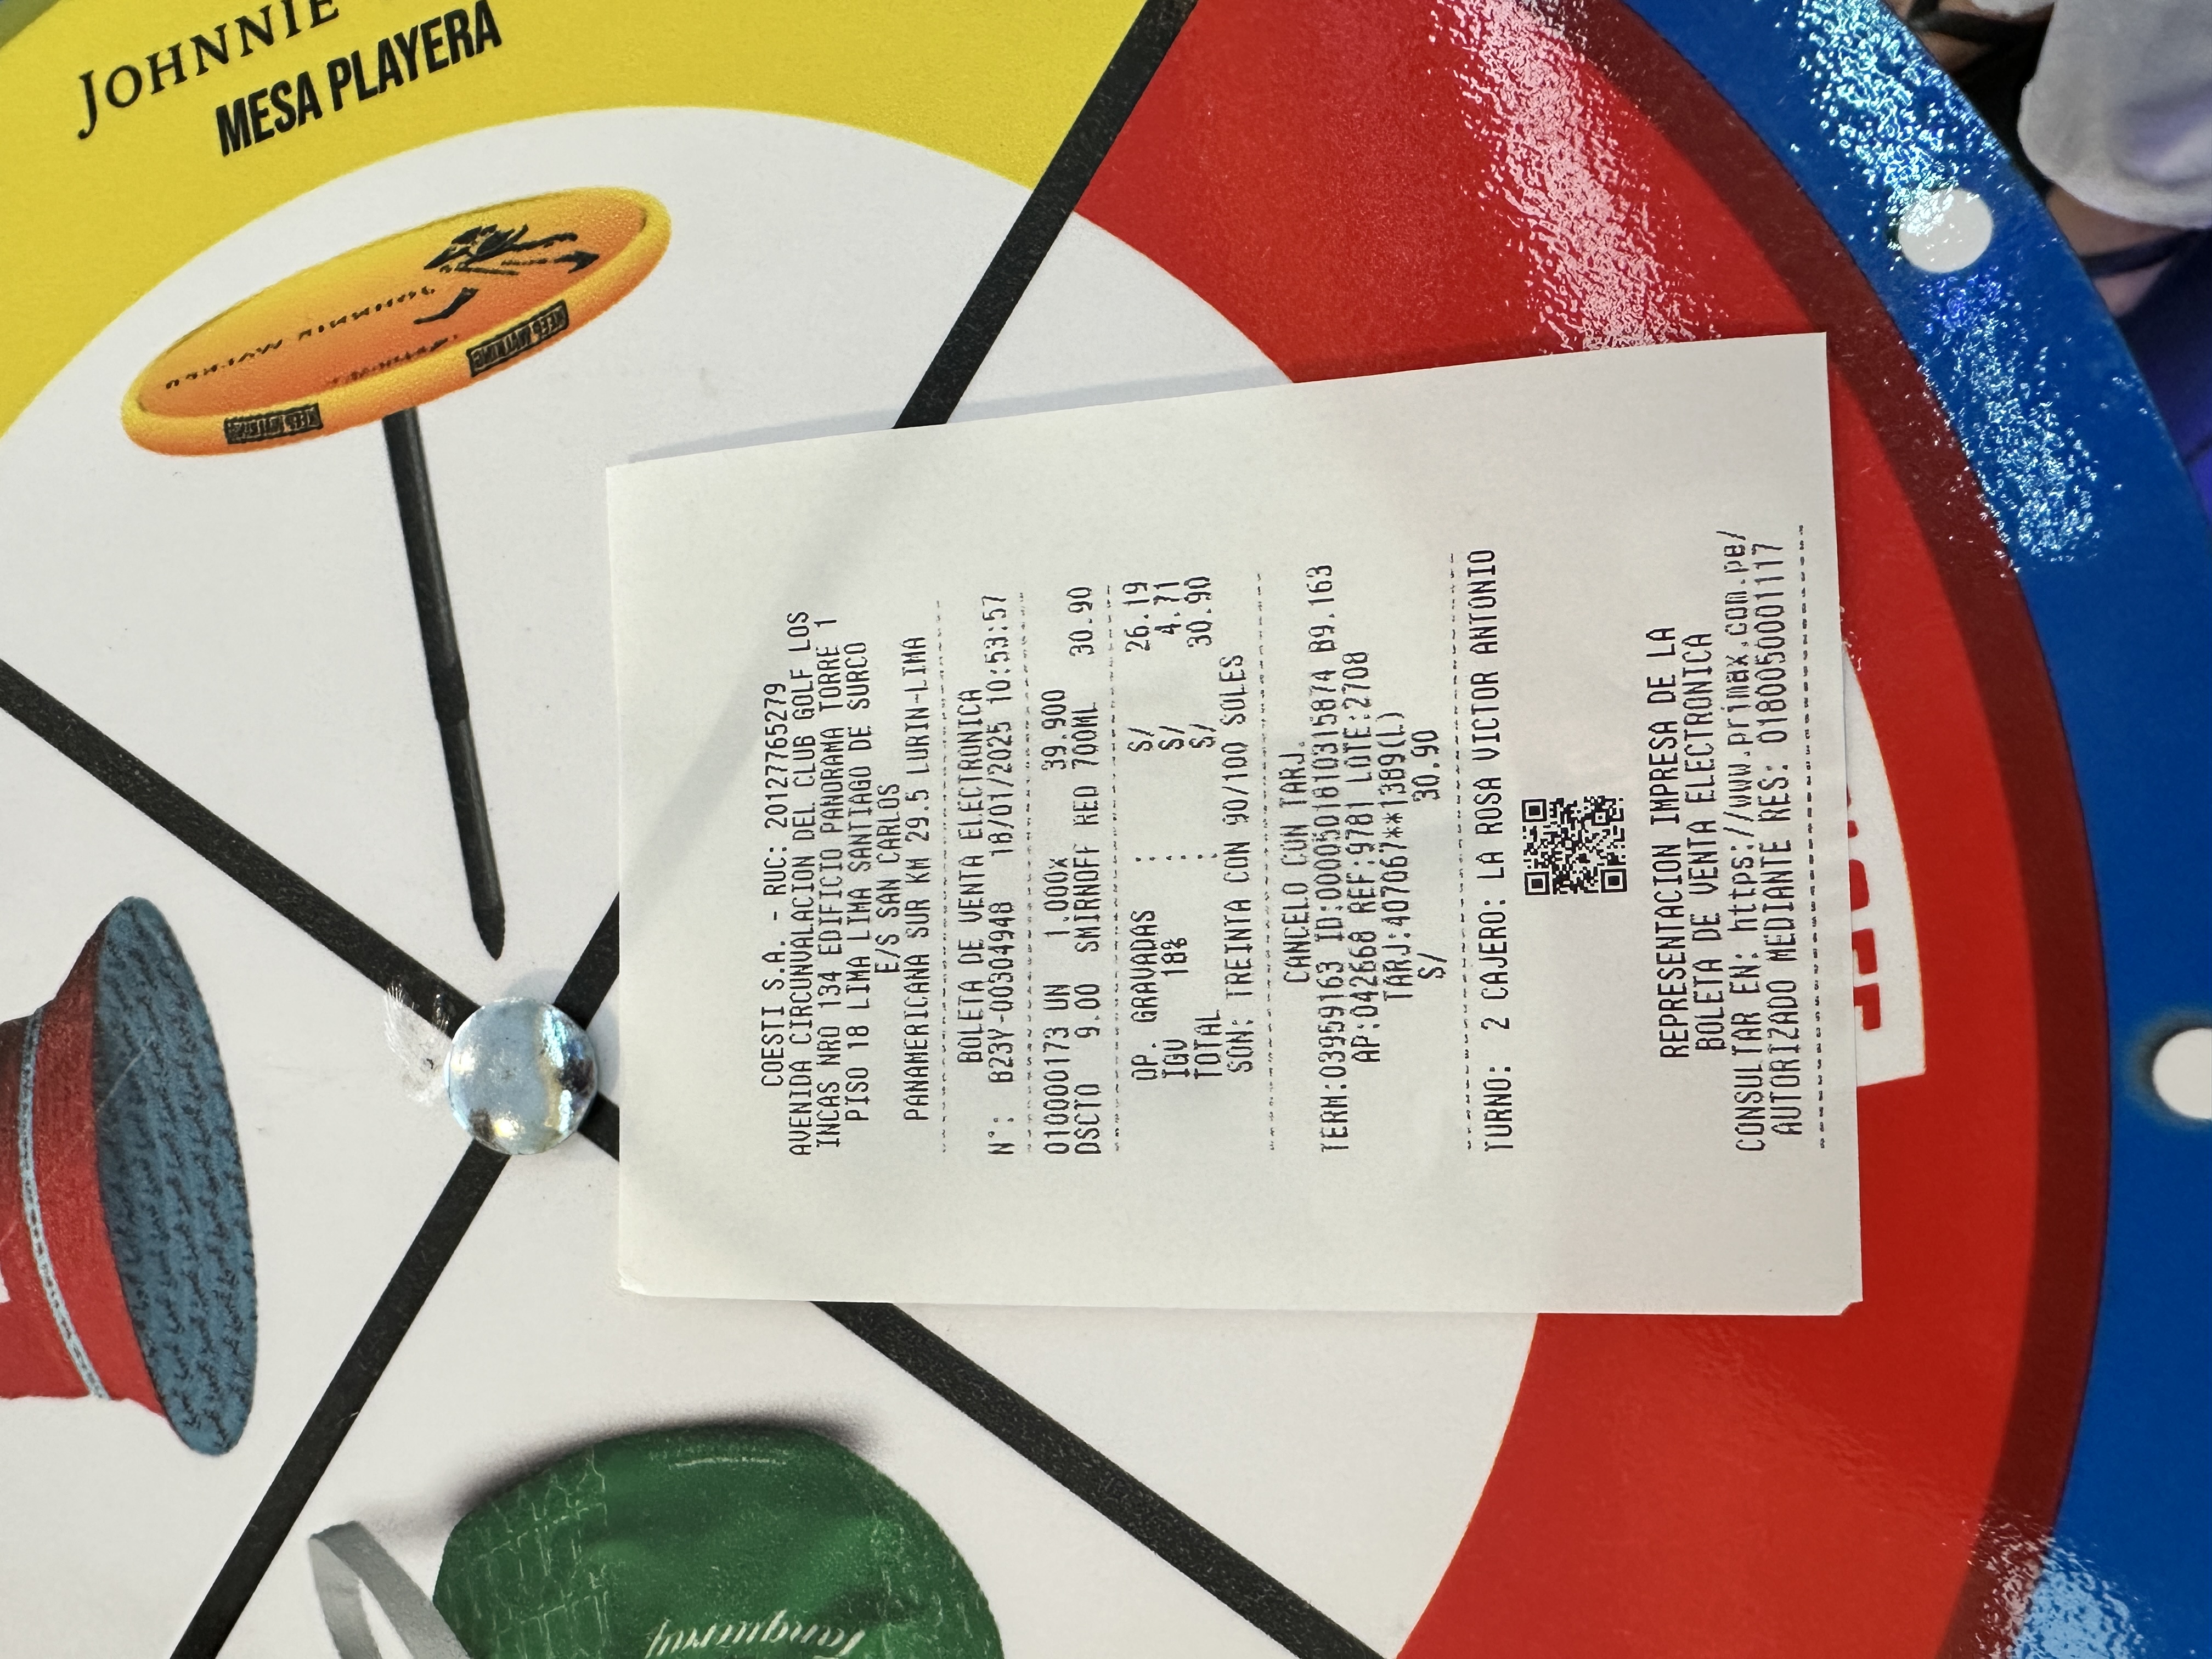 JOHNNIE
MESA PLAYERA
Tanqueray
COESTI S.A. - RUC: 20127765279
AVENIDA CIRCUNVALACION DEL CLUB GOLF LOS
INCAS NRO 134 EDIFICIO PANORAMA TORRE 1
PISO 18 LIMA LIMA SANTIAGO DE SURCO
E/S SAN CARLOS
PANAMERICANA SUR KM 29.5 LURIN-LIMA
BOLETA DE VENTA ELECTRONICA
N°: B23Y-00304948 18/01/2025 10:53:57
010000173 UN 1.000x 39.900
DSCTO 9.00 SMIRNOFF RED 700ML 30.90
OP. GRAVADAS : S/ 26.19
IGV 18% : S/ 4.71
TOTAL : S/ 30.90
SON: TREINTA CON 90/100 SOLES
CANCELO CON TARJ.
TERM:03959163 ID:0000501810315874 B9.163
AP:042668 REF:9781 LOTE:2708
TARJ:407067**1389(L)
S/ 30.90
TURNO: 2 CAJERO: LA ROSA VICTOR ANTONIO
REPRESENTACION IMPRESA DE LA
BOLETA DE VENTA ELECTRONICA
CONSULTAR EN: https://www.primax.com.pe/
AUTORIZADO MEDIANTE RES: 0180050001117